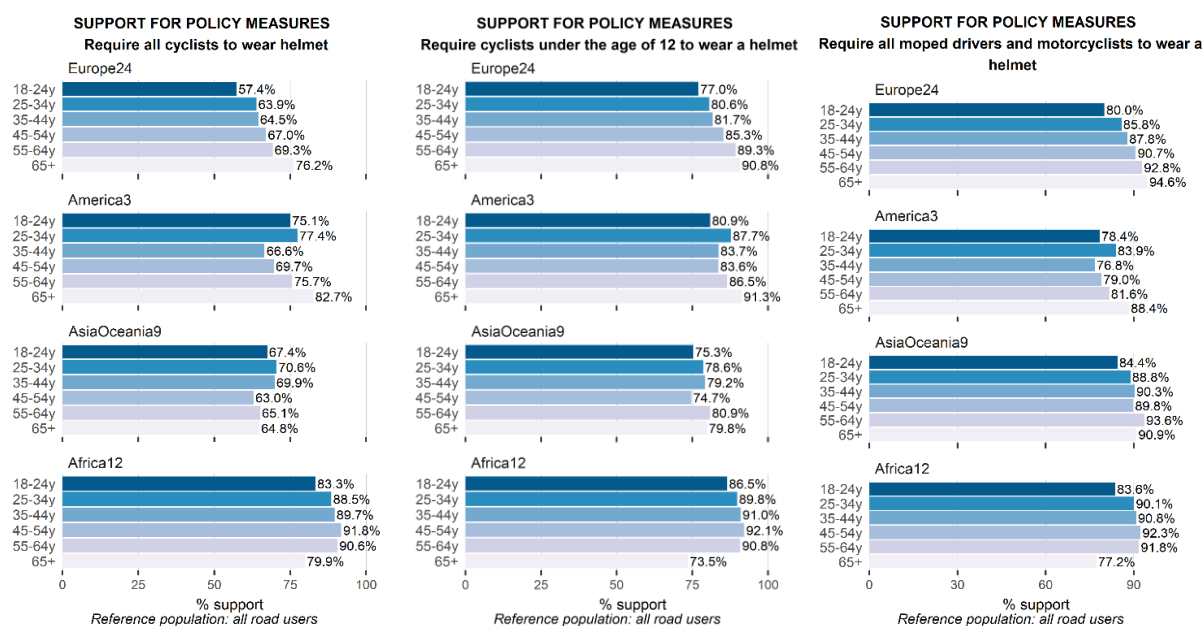 SUPPORT FOR POLICY MEASURES
Require all cyclists to wear helmet
Europe24
18-24y 57.4%
25-34y 63.9%
35-44y 64.5%
45-54y 67.0%
55-64y 69.3%
65+ 76.2%
America3
18-24y 75.1%
25-34y 77.4%
35-44y 66.6%
45-54y 69.7%
55-64y 75.7%
65+ 82.7%
AsiaOceania9
18-24y 67.4%
25-34y 70.6%
35-44y 69.9%
45-54y 63.0%
55-64y 65.1%
65+ 64.8%
Africa12
18-24y 83.3%
25-34y 88.5%
35-44y 89.7%
45-54y 91.8%
55-64y 90.6%
65+ 79.9%
0 25 50 75 100
% support
Reference population: all road users
SUPPORT FOR POLICY MEASURES
Require cyclists under the age of 12 to wear a helmet
Europe24
18-24y 77.0%
25-34y 80.6%
35-44y 81.7%
45-54y 85.3%
55-64y 89.3%
65+ 90.8%
America3
18-24y 80.9%
25-34y 87.7%
35-44y 83.7%
45-54y 83.6%
55-64y 86.5%
65+ 91.3%
AsiaOceania9
18-24y 75.3%
25-34y 78.6%
35-44y 79.2%
45-54y 74.7%
55-64y 80.9%
65+ 79.8%
Africa12
18-24y 86.5%
25-34y 89.8%
35-44y 91.0%
45-54y 92.1%
55-64y 90.8%
65+ 73.5%
0 25 50 75 100
% support
Reference population: all road users
SUPPORT FOR POLICY MEASURES
Require all moped drivers and motorcyclists to wear a
helmet
Europe24
18-24y 80.0%
25-34y 85.8%
35-44y 87.8%
45-54y 90.7%
55-64y 92.8%
65+ 94.6%
America3
18-24y 78.4%
25-34y 83.9%
35-44y 76.8%
45-54y 79.0%
55-64y 81.6%
65+ 88.4%
AsiaOceania9
18-24y 84.4%
25-34y 88.8%
35-44y 90.3%
45-54y 89.8%
55-64y 93.6%
65+ 90.9%
Africa12
18-24y 83.6%
25-34y 90.1%
35-44y 90.8%
45-54y 92.3%
55-64y 91.8%
65+ 77.2%
0 30 60 90
% support
Reference population: all road users